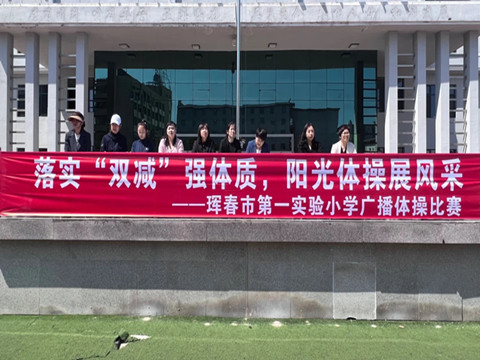 落实“双减”强体质，阳光体操展风采
——珲春市第一实验小学广播体操比赛